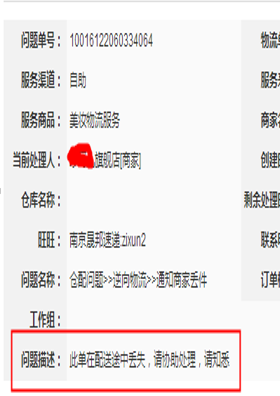 问题单号： 10016122060334064 物流单
服务渠道： 自助
服务商品： 美妆物流服务 商家
当前处理人： 旗舰店[商家] 创建
仓库名称： 剩余处理
旺旺： 南京晟邦速递:zixun2 联系
问题名称： 仓配问题>>逆向物流>>通知商家丢件 订单
工作组：
问题描述： 此单在配送途中丢失，请协助处理，请知悉